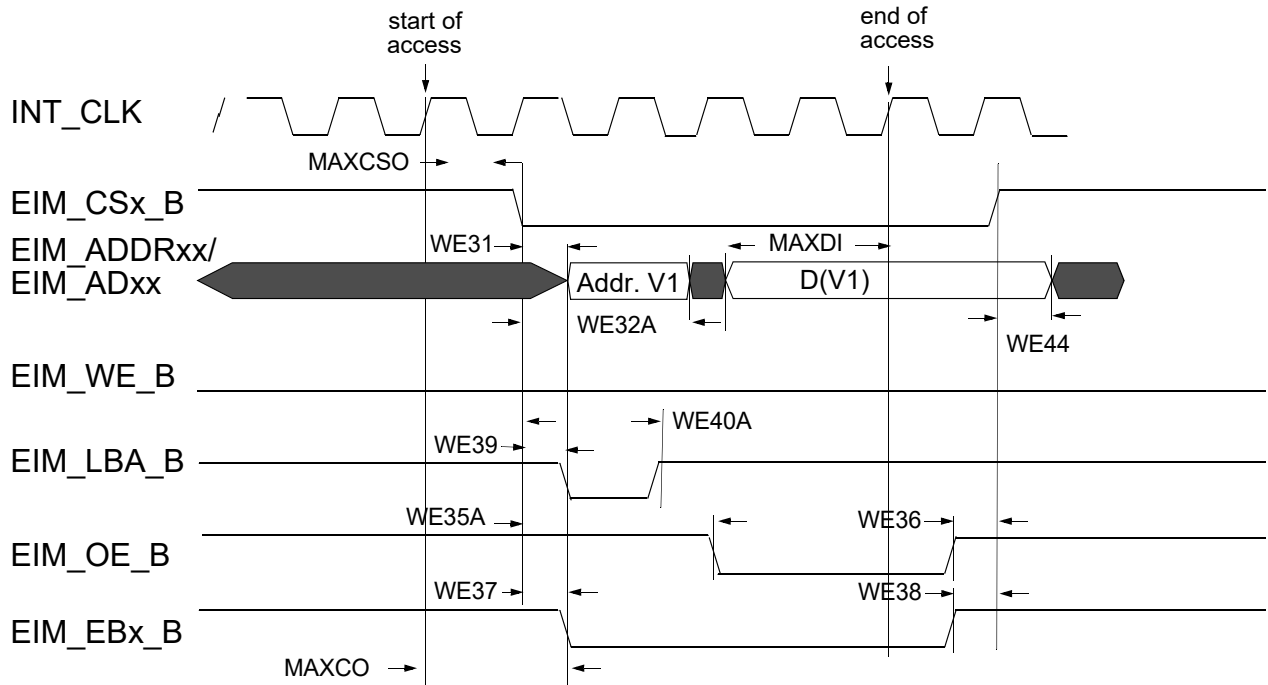 start of
access
end of
access
INT_CLK
MAXCSO
EIM_CSx_B
EIM_ADDRxx/
EIM_ADxx
WE31
MAXDI
Addr. V1
D(V1)
WE32A
WE44
EIM_WE_B
WE40A
WE39
EIM_LBA_B
WE35A
WE36
EIM_OE_B
WE37
WE38
EIM_EBx_B
MAXCO